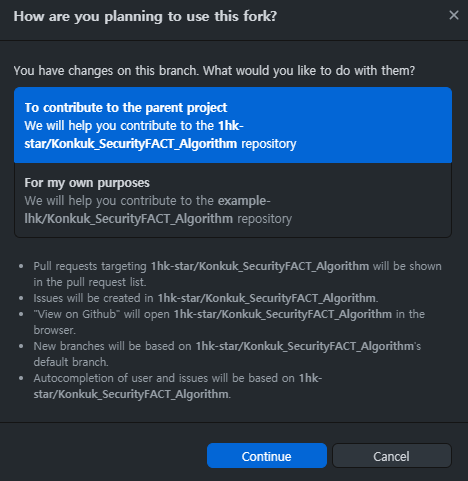 How are you planning to use this fork?
You have changes on this branch. What would you like to do with them?
To contribute to the parent project
We will help you contribute to the 1hk-
star/Konkuk_SecurityFACT_Algorithm repository
For my own purposes
We will help you contribute to the example-
lhk/Konkuk_SecurityFACT_Algorithm repository
• Pull requests targeting 1hk-star/Konkuk_SecurityFACT_Algorithm will be shown
in the pull request list.
• Issues will be created in 1hk-star/Konkuk_SecurityFACT_Algorithm.
• "View on Github" will open 1hk-star/Konkuk_SecurityFACT_Algorithm in the
browser.
• New branches will be based on 1hk-star/Konkuk_SecurityFACT_Algorithm's
default branch.
• Autocompletion of user and issues will be based on 1hk-
star/Konkuk_SecurityFACT_Algorithm.
Continue
Cancel